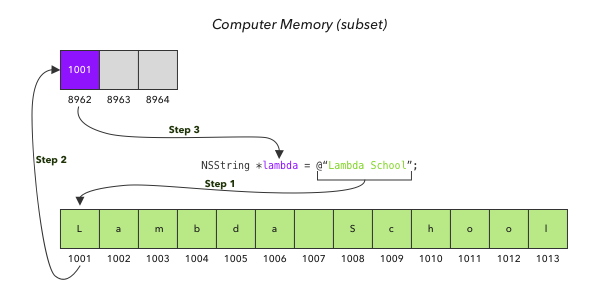 Computer Memory (subset)
1001
8962 8963 8964
Step 3
Step 2
NSString *lambda = @“Lambda School”;
Step 1
L a m b d a S c h o o l
1001 1002 1003 1004 1005 1006 1007 1008 1009 1010 1011 1012 1013